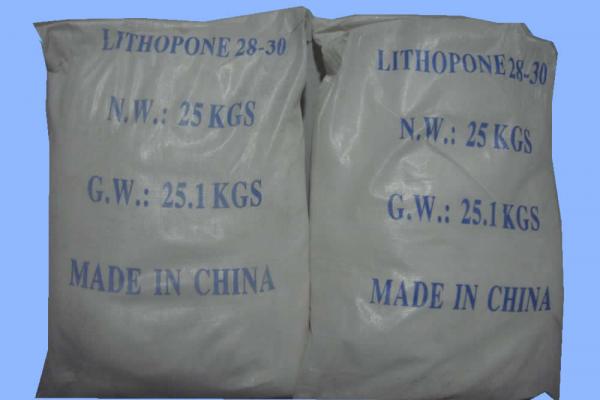 LITHOPONE 28-30
N.W.: 25 KGS
G.W.: 25.1 KGS
MADE IN CHINA
LITHOPONE 28-30
N.W.: 25 KGS
G.W.: 25.1 KGS
MADE IN CHINA